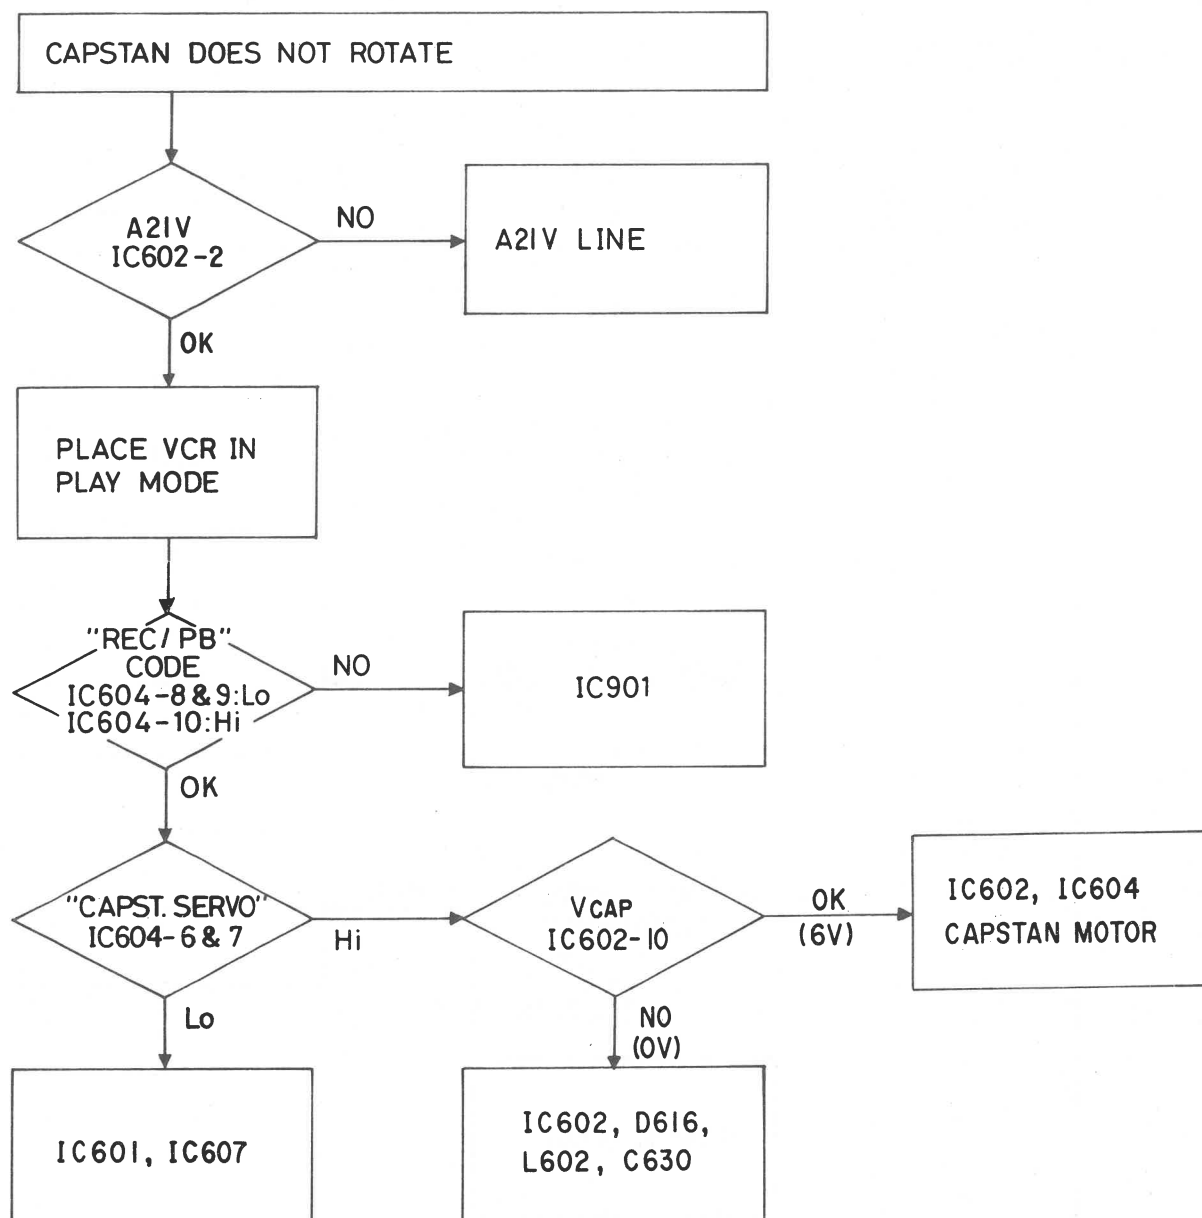 CAPSTAN DOES NOT ROTATE
A21V
IC602-2
NO
A21V LINE
OK
PLACE VCR IN
PLAY MODE
"REC/PB"
CODE
IC604-8 & 9:Lo
IC604-10:Hi
NO
IC901
OK
"CAPST. SERVO"
IC604-6 & 7
Hi
VCAP
IC602-10
OK
(6V)
IC602, IC604
CAPSTAN MOTOR
Lo
NO
(0V)
IC601, IC607
IC602, D616,
L602, C630